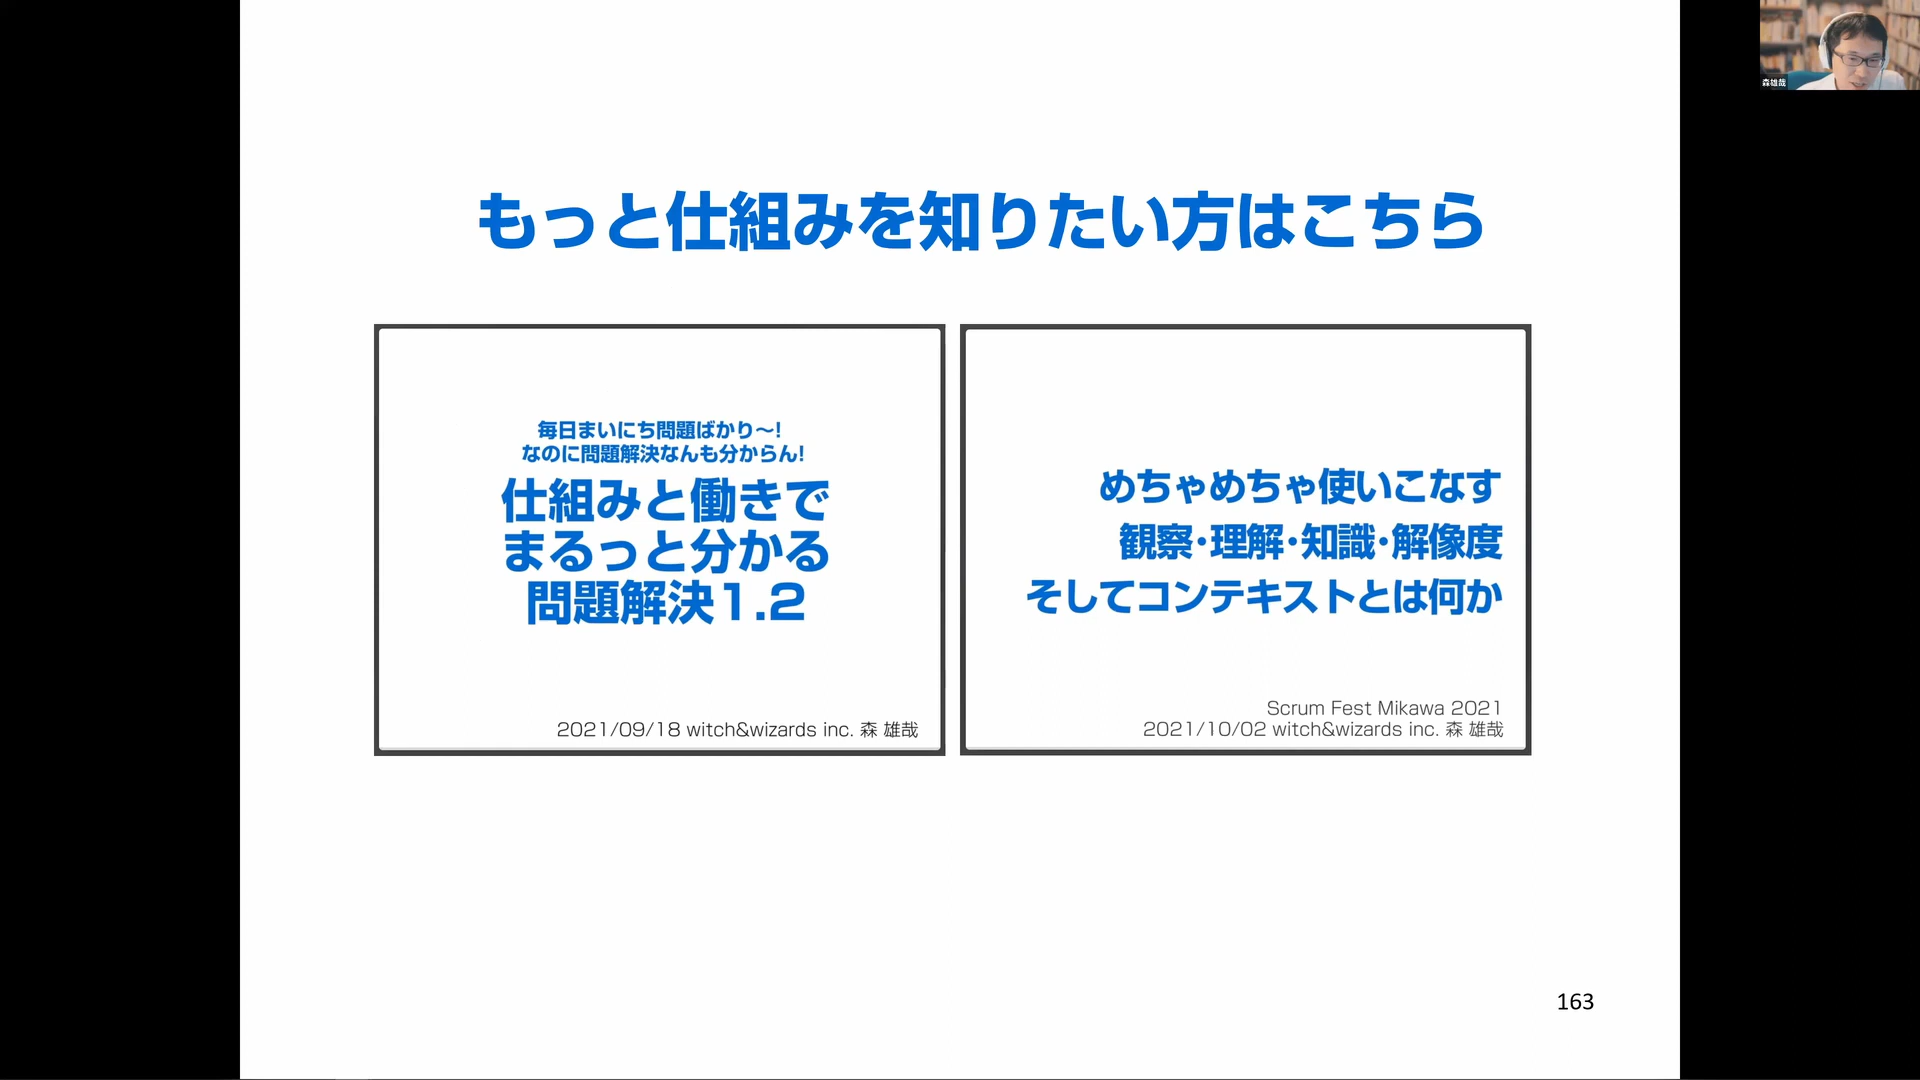 森雄哉
もっと仕組みを知りたい方はこちら
毎日まいにち問題ばかり〜!
なのに問題解決なんも分からん!
仕組みと働きで
まるっと分かる
問題解決1.2
2021/09/18 witch&wizards inc. 森 雄哉
めちゃめちゃ使いこなす
観察・理解・知識・解像度
そしてコンテキストとは何か
Scrum Fest Mikawa 2021
2021/10/02 witch&wizards inc. 森 雄哉
163